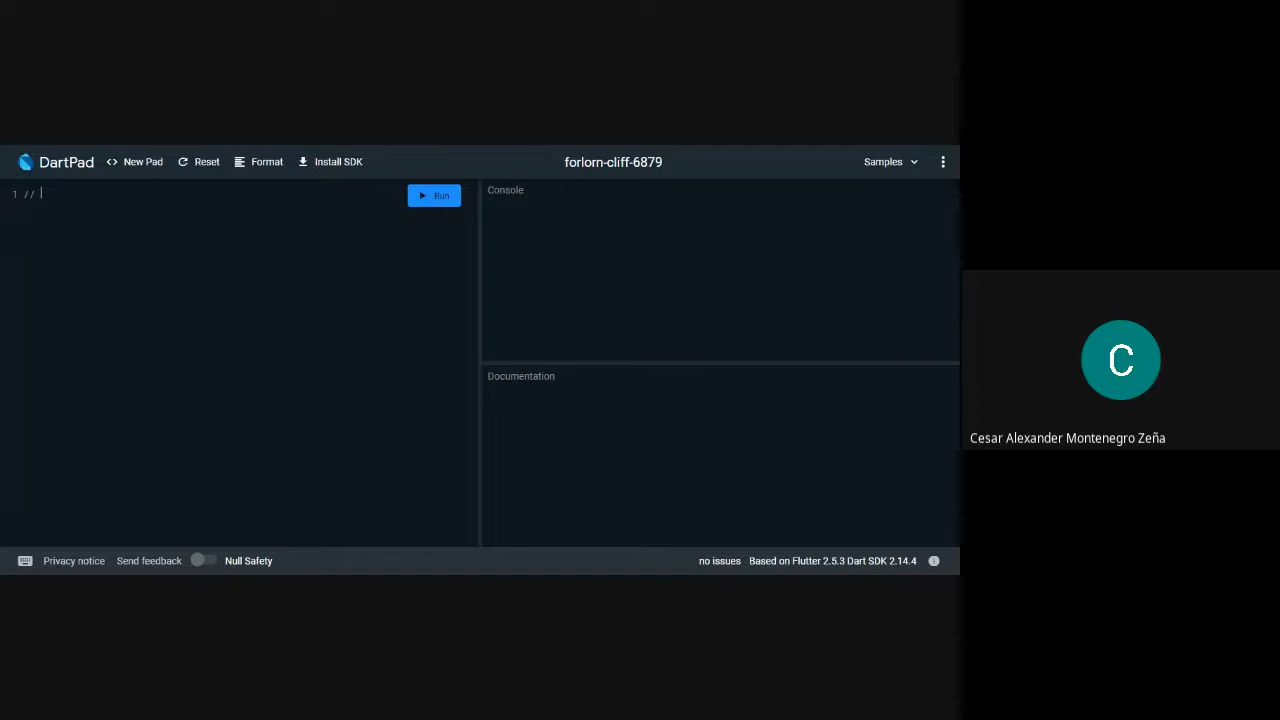 DartPad <> New Pad Reset Format Install SDK forlorn-cliff-6879 Samples
1 // Run
Console
Documentation
C
Cesar Alexander Montenegro Zeña
Privacy notice Send feedback Null Safety no issues Based on Flutter 2.5.3 Dart SDK 2.14.4